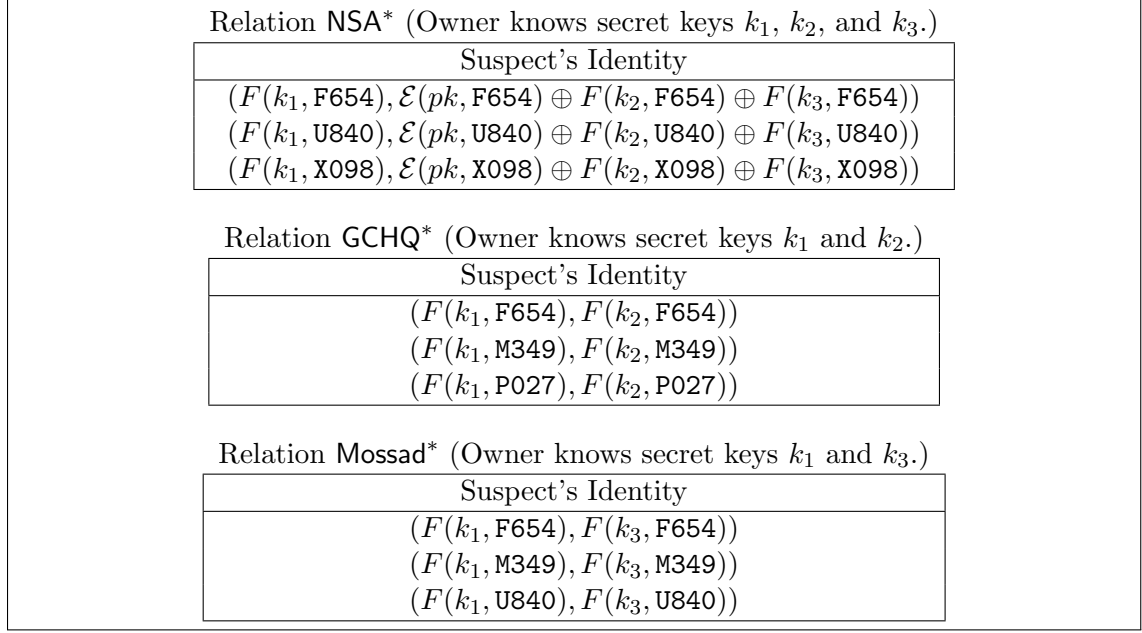 Relation NSA* (Owner knows secret keys k₁, k₂, and k₃.)
Suspect's Identity
(F(k₁, F654), ℰ(pk, F654) ⊕ F(k₂, F654) ⊕ F(k₃, F654))
(F(k₁, U840), ℰ(pk, U840) ⊕ F(k₂, U840) ⊕ F(k₃, U840))
(F(k₁, X098), ℰ(pk, X098) ⊕ F(k₂, X098) ⊕ F(k₃, X098))
Relation GCHQ* (Owner knows secret keys k₁ and k₂.)
Suspect's Identity
(F(k₁, F654), F(k₂, F654))
(F(k₁, M349), F(k₂, M349))
(F(k₁, P027), F(k₂, P027))
Relation Mossad* (Owner knows secret keys k₁ and k₃.)
Suspect's Identity
(F(k₁, F654), F(k₃, F654))
(F(k₁, M349), F(k₃, M349))
(F(k₁, U840), F(k₃, U840))